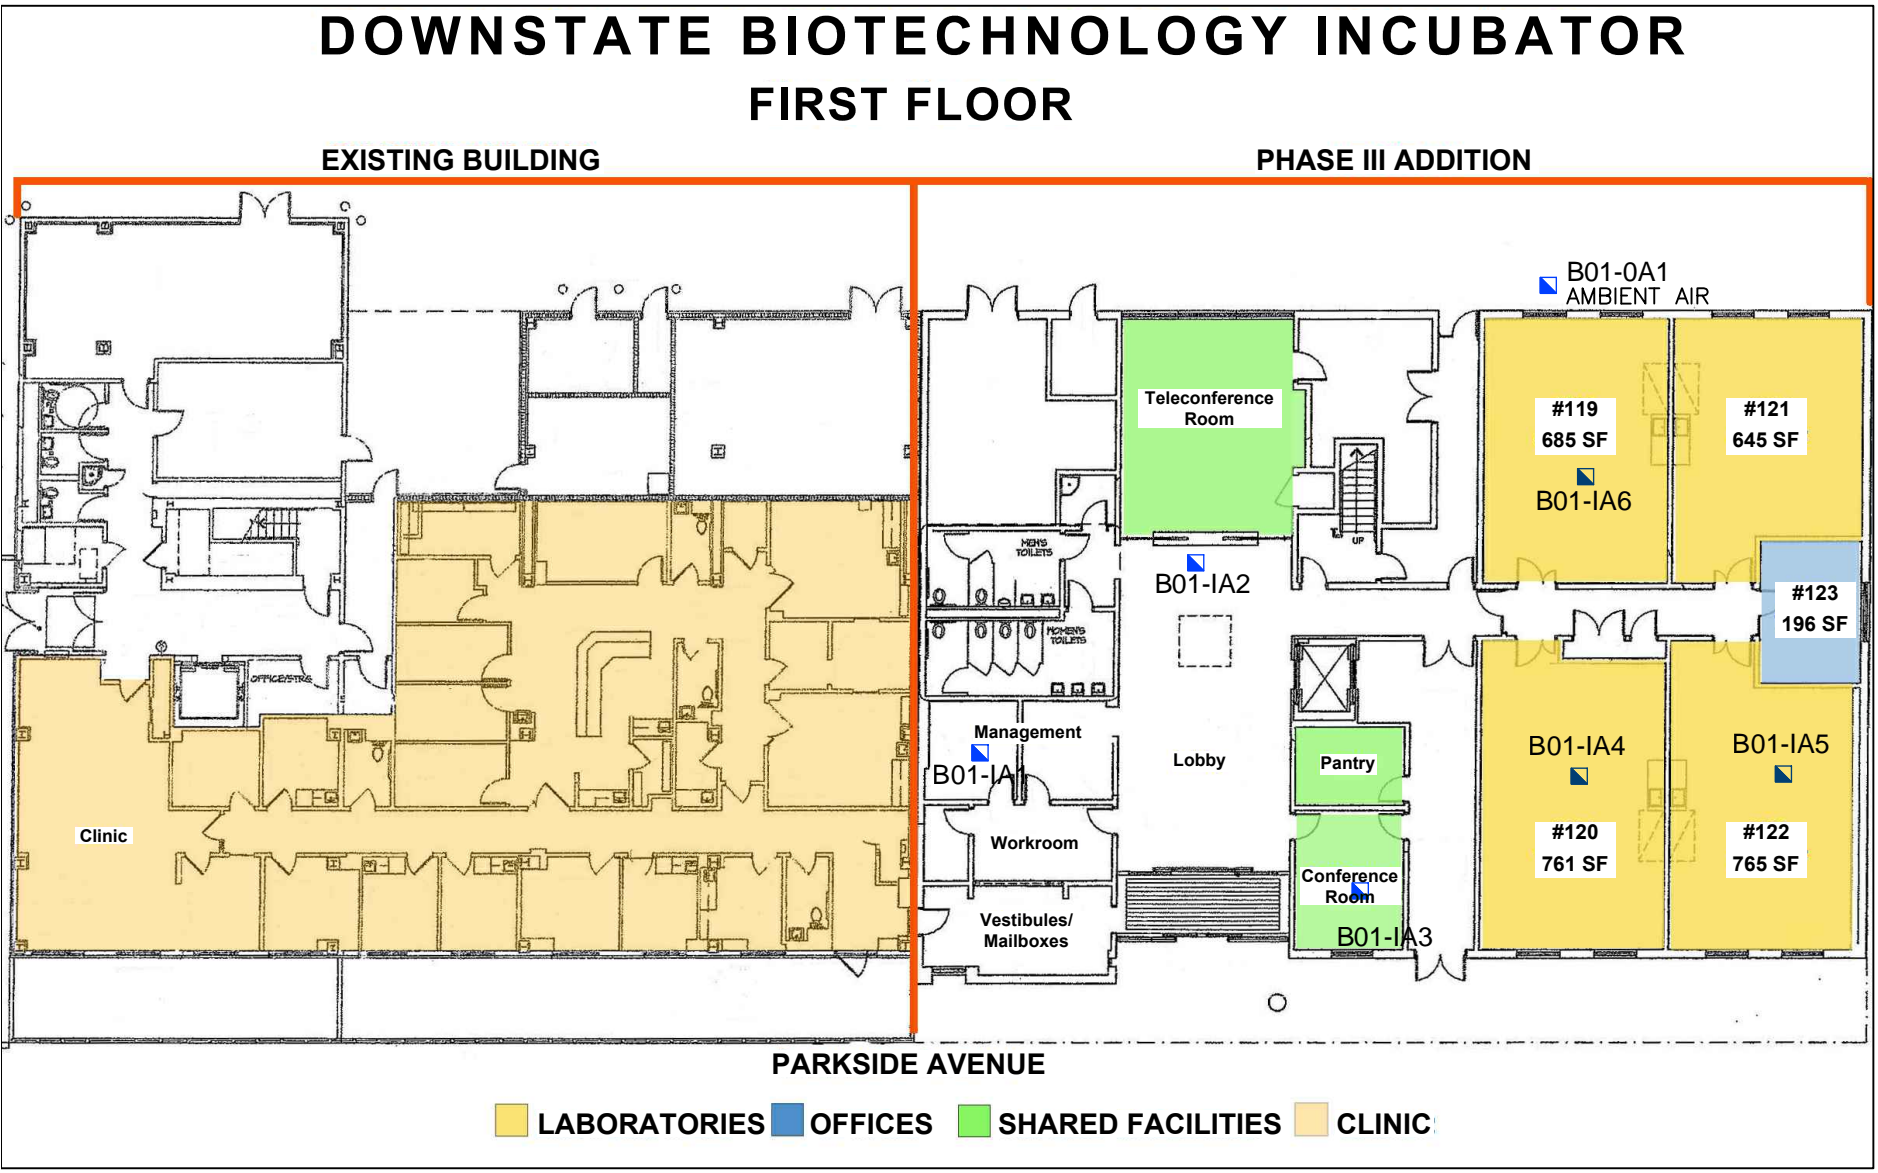 DOWNSTATE BIOTECHNOLOGY INCUBATOR
FIRST FLOOR
EXISTING BUILDING
PHASE III ADDITION
B01-0A1
AMBIENT AIR
Teleconference
Room
#119
685 SF
B01-IA6
#121
645 SF
UP
MEN'S
TOILETS
B01-IA2
#123
196 SF
WOMEN'S
TOILETS
OFFICE/STRG
Management
B01-IA1
Lobby
Pantry
B01-IA4
B01-IA5
Clinic
Workroom
#120
761 SF
#122
765 SF
Conference
Room
B01-IA3
Vestibules/
Mailboxes
PARKSIDE AVENUE
LABORATORIES
OFFICES
SHARED FACILITIES
CLINIC